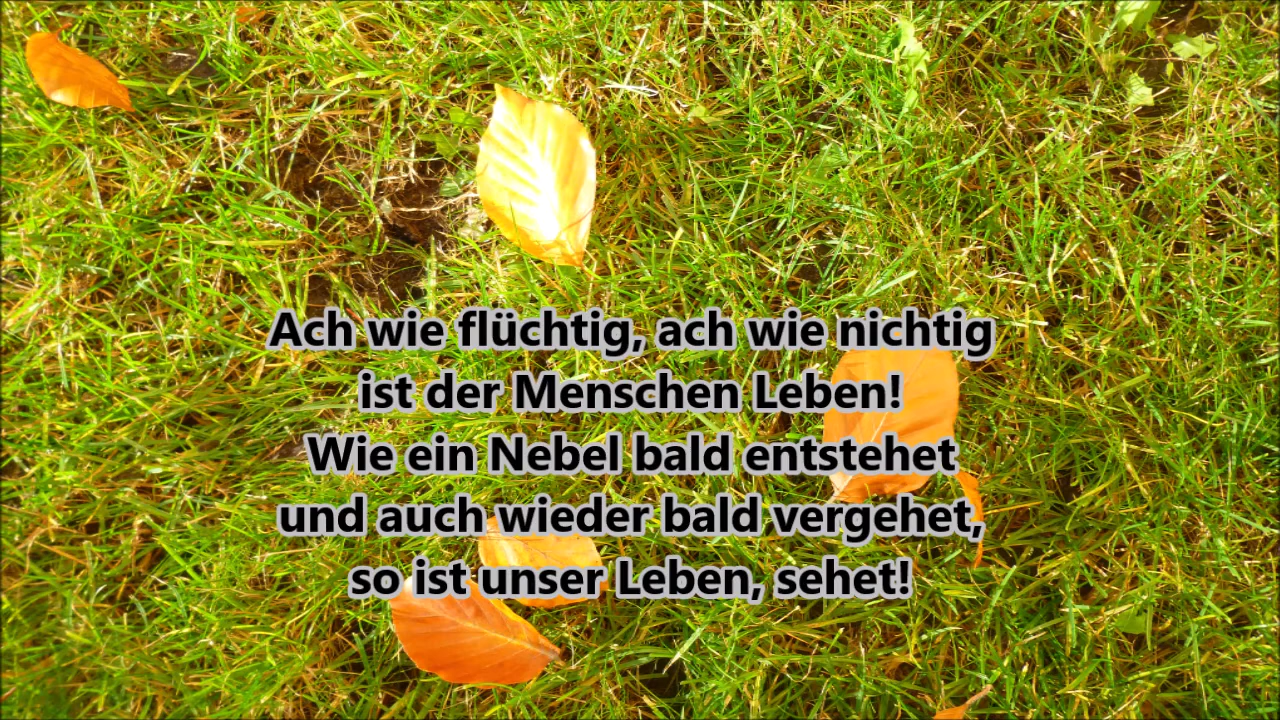 Ach wie flüchtig, ach wie nichtig
ist der Menschen Leben!
Wie ein Nebel bald entstehet
und auch wieder bald vergehet,
so ist unser Leben, sehet!